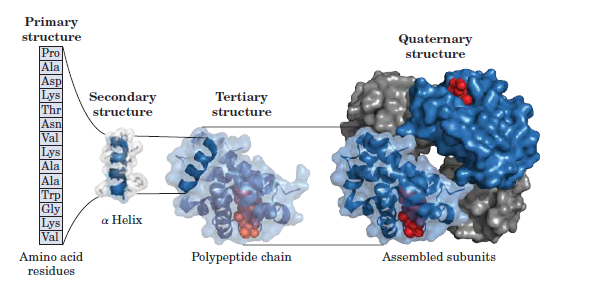 Primary
structure
Pro
Ala
Asp
Lys
Thr
Asn
Val
Lys
Ala
Ala
Trp
Gly
Lys
Val
Amino acid
residues
Secondary
structure
α Helix
Tertiary
structure
Polypeptide chain
Quaternary
structure
Assembled subunits